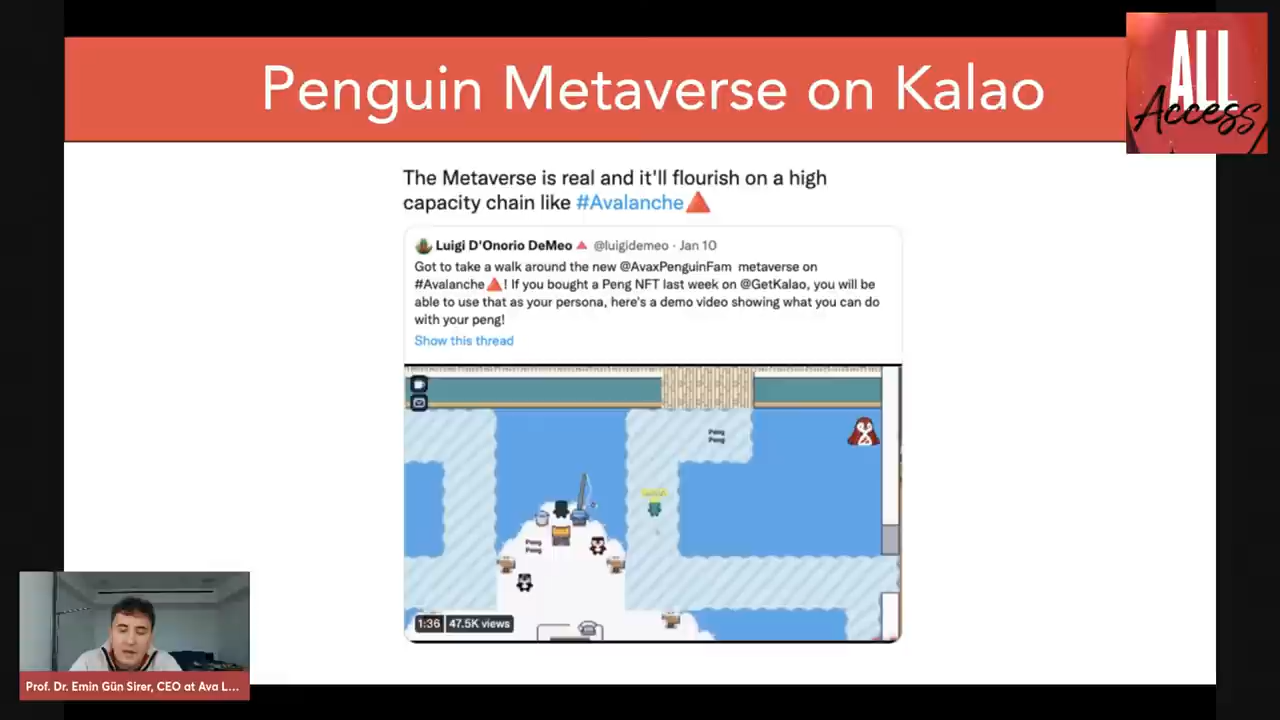 Penguin Metaverse on Kalao
ALL
Access
The Metaverse is real and it'll flourish on a high
capacity chain like #Avalanche
Luigi D'Onorio DeMeo @luigidemeo · Jan 10
Got to take a walk around the new @AvaxPenguinFam metaverse on
#Avalanche! If you bought a Peng NFT last week on @GetKalao, you will be
able to use that as your persona, here's a demo video showing what you can do
with your peng!
Show this thread
Peng
Peng
Peng
Peng
1:36
47.5K views
Prof. Dr. Emin Gün Sirer, CEO at Ava L...